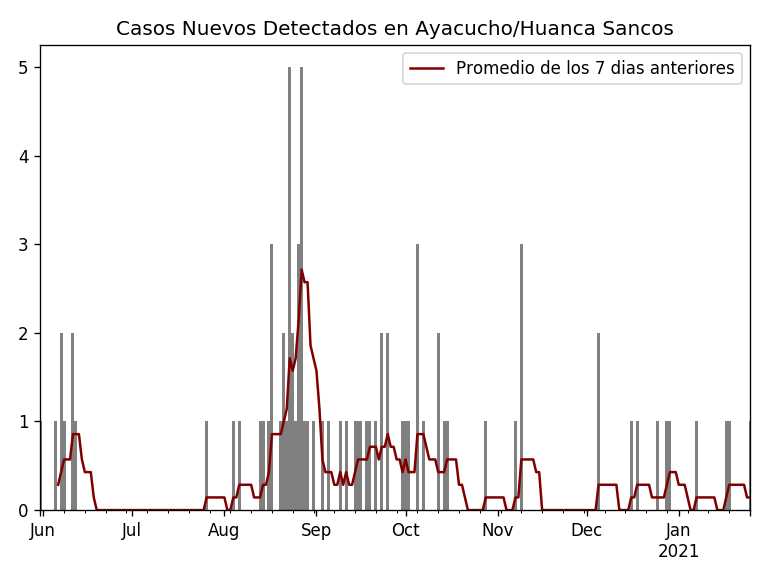 Casos Nuevos Detectados en Ayacucho/Huanca Sancos
Promedio de los 7 dias anteriores
5
4
3
2
1
0
Jun Jul Aug Sep Oct Nov Dec Jan
2021